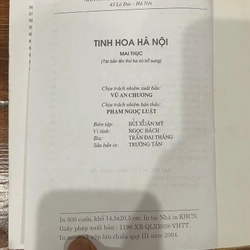 43 Lò Đúc - Hà Nội
TINH HOA HÀ NỘI
MAI THỤC
(Tái bản lần thứ ba có bổ sung)
Chịu trách nhiệm xuất bản:
VŨ AN CHƯƠNG
Chịu trách nhiệm bản thảo:
PHẠM NGỌC LUẬT
Biên tập: BÙI XUÂN MỸ
Vi tính: NGỌC BÁCH
Bìa: TRẦN ĐẠI THẮNG
Sửa bản in: TRƯỜNG TÂN
In 500 cuốn, khổ 14.5x20.5 cm. In tại Nhà in KHCN.
Giấy phép xuất bản: XB-QLXB/ VHTT.
In xong và nộp lưu chiểu quý III năm 2004.